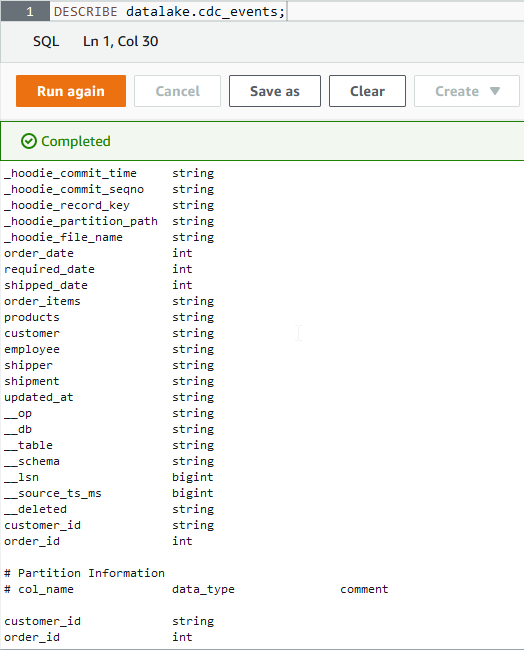 1 DESCRIBE datalake.cdc_events;
SQL Ln 1, Col 30
Run again Cancel Save as Clear Create
Completed
_hoodie_commit_time string
_hoodie_commit_seqno string
_hoodie_record_key string
_hoodie_partition_path string
_hoodie_file_name string
order_date int
required_date int
shipped_date int
order_items string
products string
customer string
employee string
shipper string
shipment string
updated_at string
__op string
__db string
__table string
__schema string
__lsn bigint
__source_ts_ms bigint
__deleted string
customer_id string
order_id int
# Partition Information
# col_name data_type comment
customer_id string
order_id int